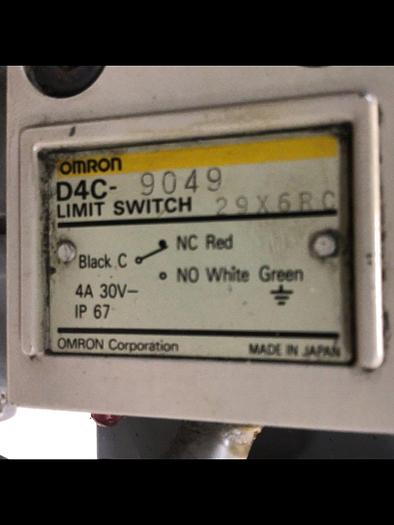 OMRON
D4C- 9049
LIMIT SWITCH 29X6RC
NC Red
Black C
NO White Green
4A 30V⎓
IP 67
OMRON Corporation MADE IN JAPAN